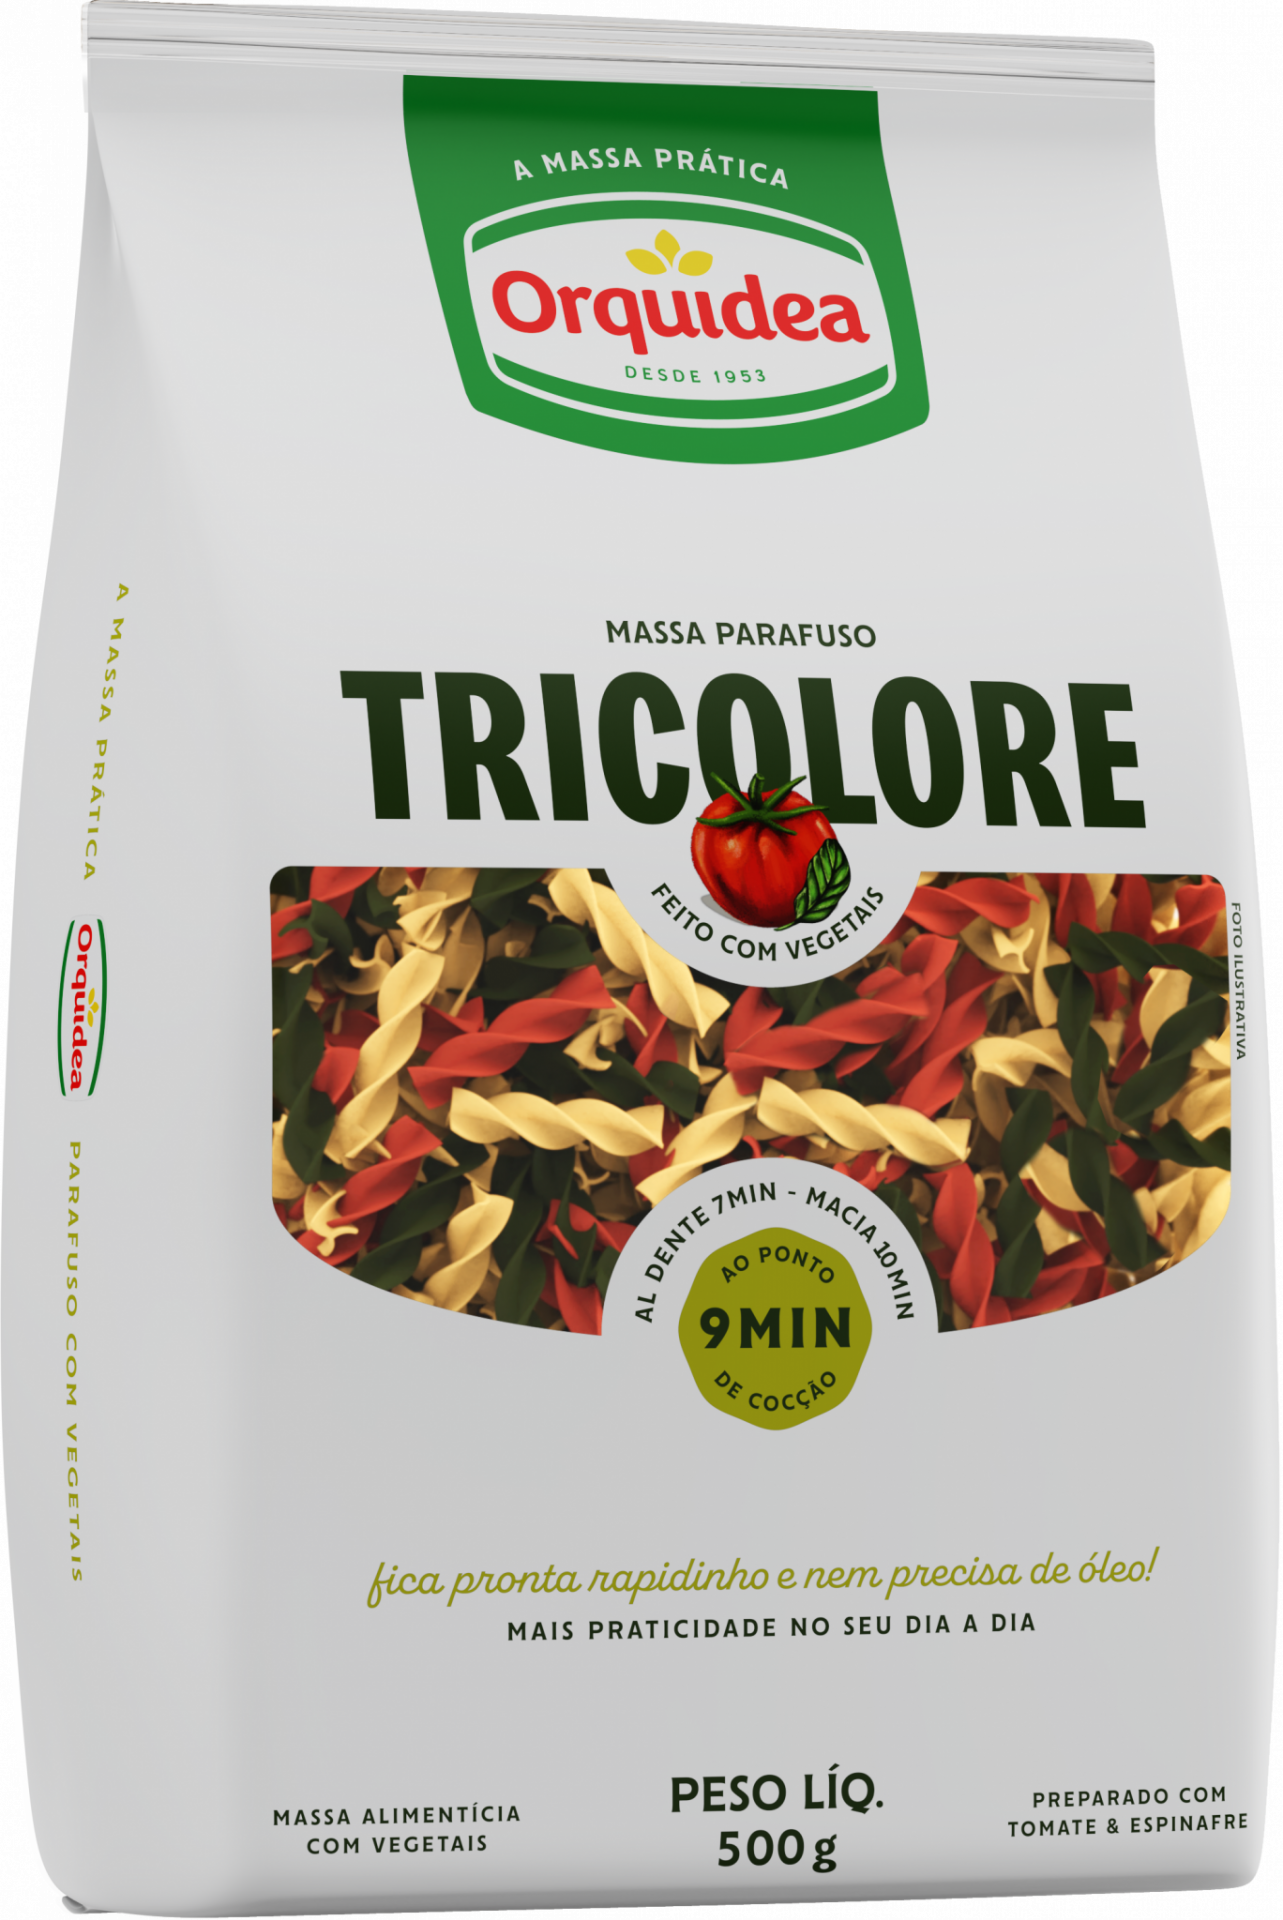 A MASSA PRÁTICA
Orquidea
DESDE 1953
MASSA PARAFUSO
TRICOLORE
FEITO COM VEGETAIS
FOTO ILUSTRATIVA
AL DENTE 7MIN - MACIA 10MIN
AO PONTO
9MIN
DE COCÇÃO
fica pronta rapidinho e nem precisa de óleo!
MAIS PRATICIDADE NO SEU DIA A DIA
MASSA ALIMENTÍCIA
COM VEGETAIS
PESO LÍQ.
500g
PREPARADO COM
TOMATE & ESPINAFRE
A MASSA PRÁTICA
Orquidea
PARAFUSO COM VEGETAIS